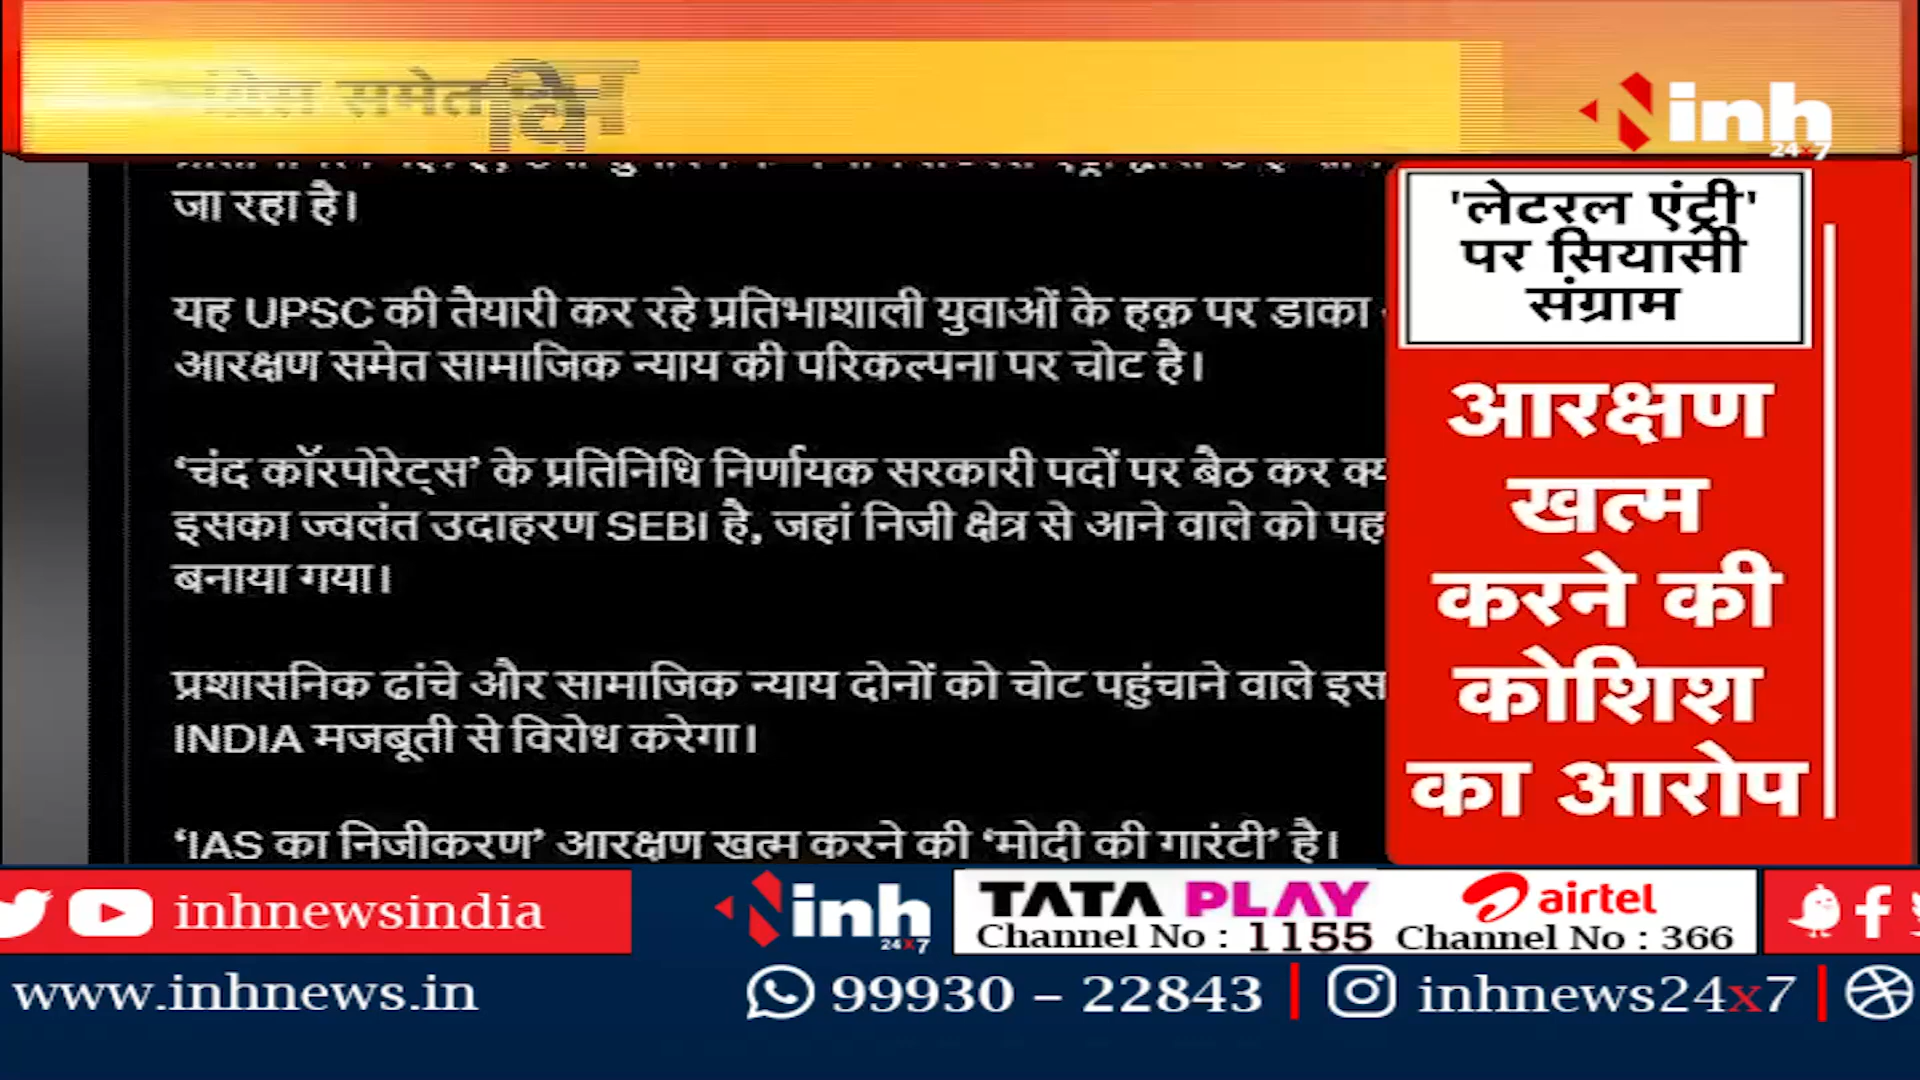 समेत
inh
24x7
जा रहा है।
यह UPSC की तैयारी कर रहे प्रतिभाशाली युवाओं के हक़ पर डाका
आरक्षण समेत सामाजिक न्याय की परिकल्पना पर चोट है।
‘चंद कॉरपोरेट्स’ के प्रतिनिधि निर्णायक सरकारी पदों पर बैठ कर
इसका ज्वलंत उदाहरण SEBI है, जहां निजी क्षेत्र से आने वाले को
बनाया गया।
प्रशासनिक ढांचे और सामाजिक न्याय दोनों को चोट पहुंचाने वाले इस
INDIA मजबूती से विरोध करेगा।
‘IAS का निजीकरण’ आरक्षण खत्म करने की ‘मोदी की गारंटी’ है।
'लेटरल एंट्री'
पर सियासी
संग्राम
आरक्षण
खत्म
करने की
कोशिश
का आरोप
inhnewsindia
inh
24x7
TATA PLAY
Channel No : 1155
airtel
Channel No : 366
www.inhnews.in
99930 – 22843
inhnews24x7